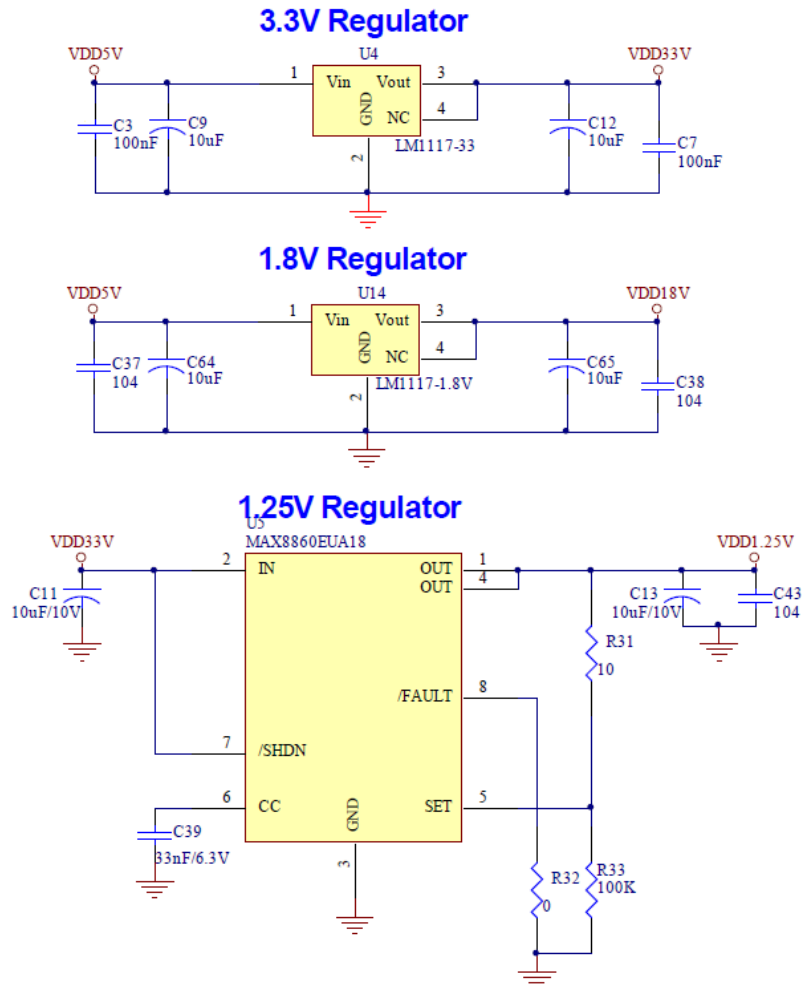 3.3V Regulator
VDD5V
U4
VDD33V
1
Vin
Vout
3
GND
NC
4
C3
100nF
C9
10uF
2
LM1117-33
C12
10uF
C7
100nF
1.8V Regulator
VDD5V
U14
VDD18V
1
Vin
Vout
3
GND
NC
4
C37
104
C64
10uF
2
LM1117-1.8V
C65
10uF
C38
104
1.25V Regulator
U5
MAX8860EUA18
VDD33V
VDD1.25V
2
IN
OUT
1
OUT
4
C11
10uF/10V
C13
10uF/10V
C43
104
R31
10
/FAULT
8
7
/SHDN
6
CC
SET
5
GND
C39
33nF/6.3V
3
R32
0
R33
100K